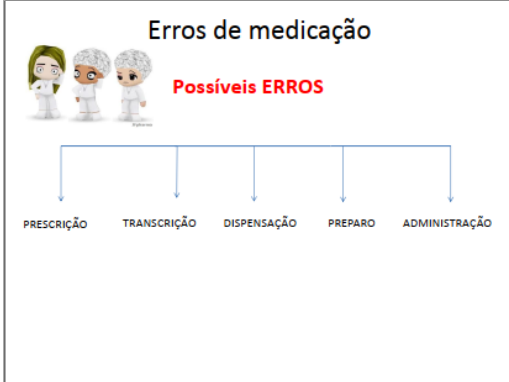 Erros de medicação
Possíveis ERROS
PRESCRIÇÃO TRANSCRIÇÃO DISPENSAÇÃO PREPARO ADMINISTRAÇÃO